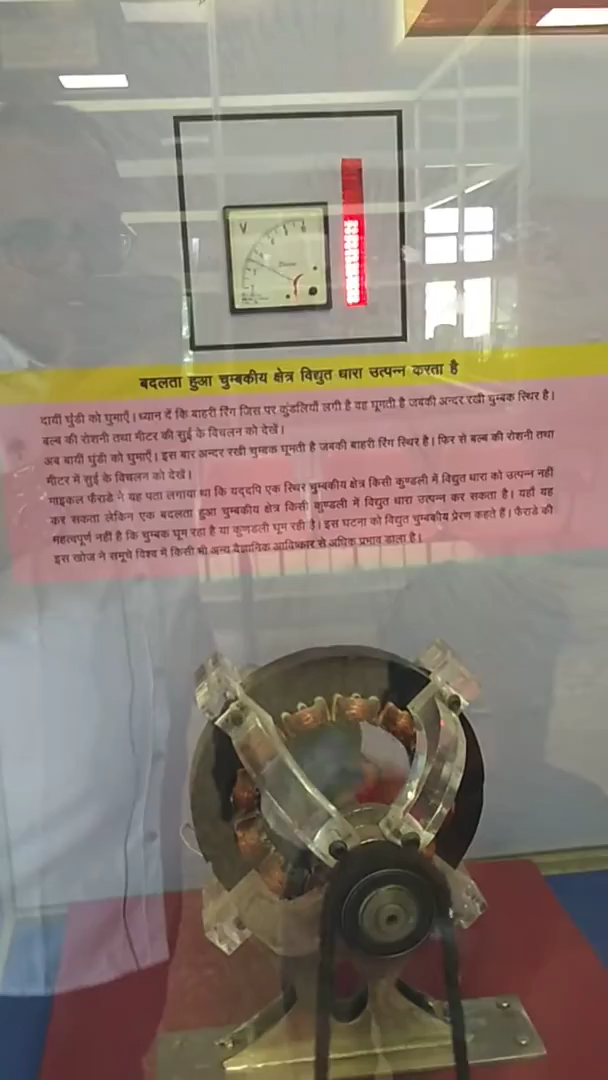 V
बदलता हुआ चुम्बकीय क्षेत्र विद्युत धारा उत्पन्न करता है
दायीं घुंडी को घुमाएँ। ध्यान दें कि बाहरी रिंग जिस पर कुंडलियाँ लगी है वह घूमती है जबकी अन्दर रखी चुम्बक स्थिर है।
बल्ब की रोशनी तथा मीटर की सुई के विचलन को देखें।
अब बायीं घुंडी को घुमाएँ। इस बार अन्दर रखी चुम्बक घूमती है जबकी बाहरी रिंग स्थिर है। फिर से बल्ब की रोशनी तथा
मीटर में सुई के विचलन को देखें।
माइकल फैराडे ने यह पता लगाया था कि यद्दपि एक स्थिर चुम्बकीय क्षेत्र किसी कुण्डली में विद्युत धारा को उत्पन्न नहीं
कर सकता लेकिन एक बदलता हुआ चुम्बकीय क्षेत्र किसी कुण्डली में विद्युत धारा उत्पन्न कर सकता है। यहाँ यह
महत्वपूर्ण नहीं है कि चुम्बक घूम रहा है या कुणडली घूम रही है। इस घटना को विद्युत चुम्बकीय प्रेरण कहते हैं। फैराडे की
इस खोज ने समूचे विश्व में किसी भी अन्य वैज्ञानिक आविष्कार से अधिक प्रभाव डाला है।